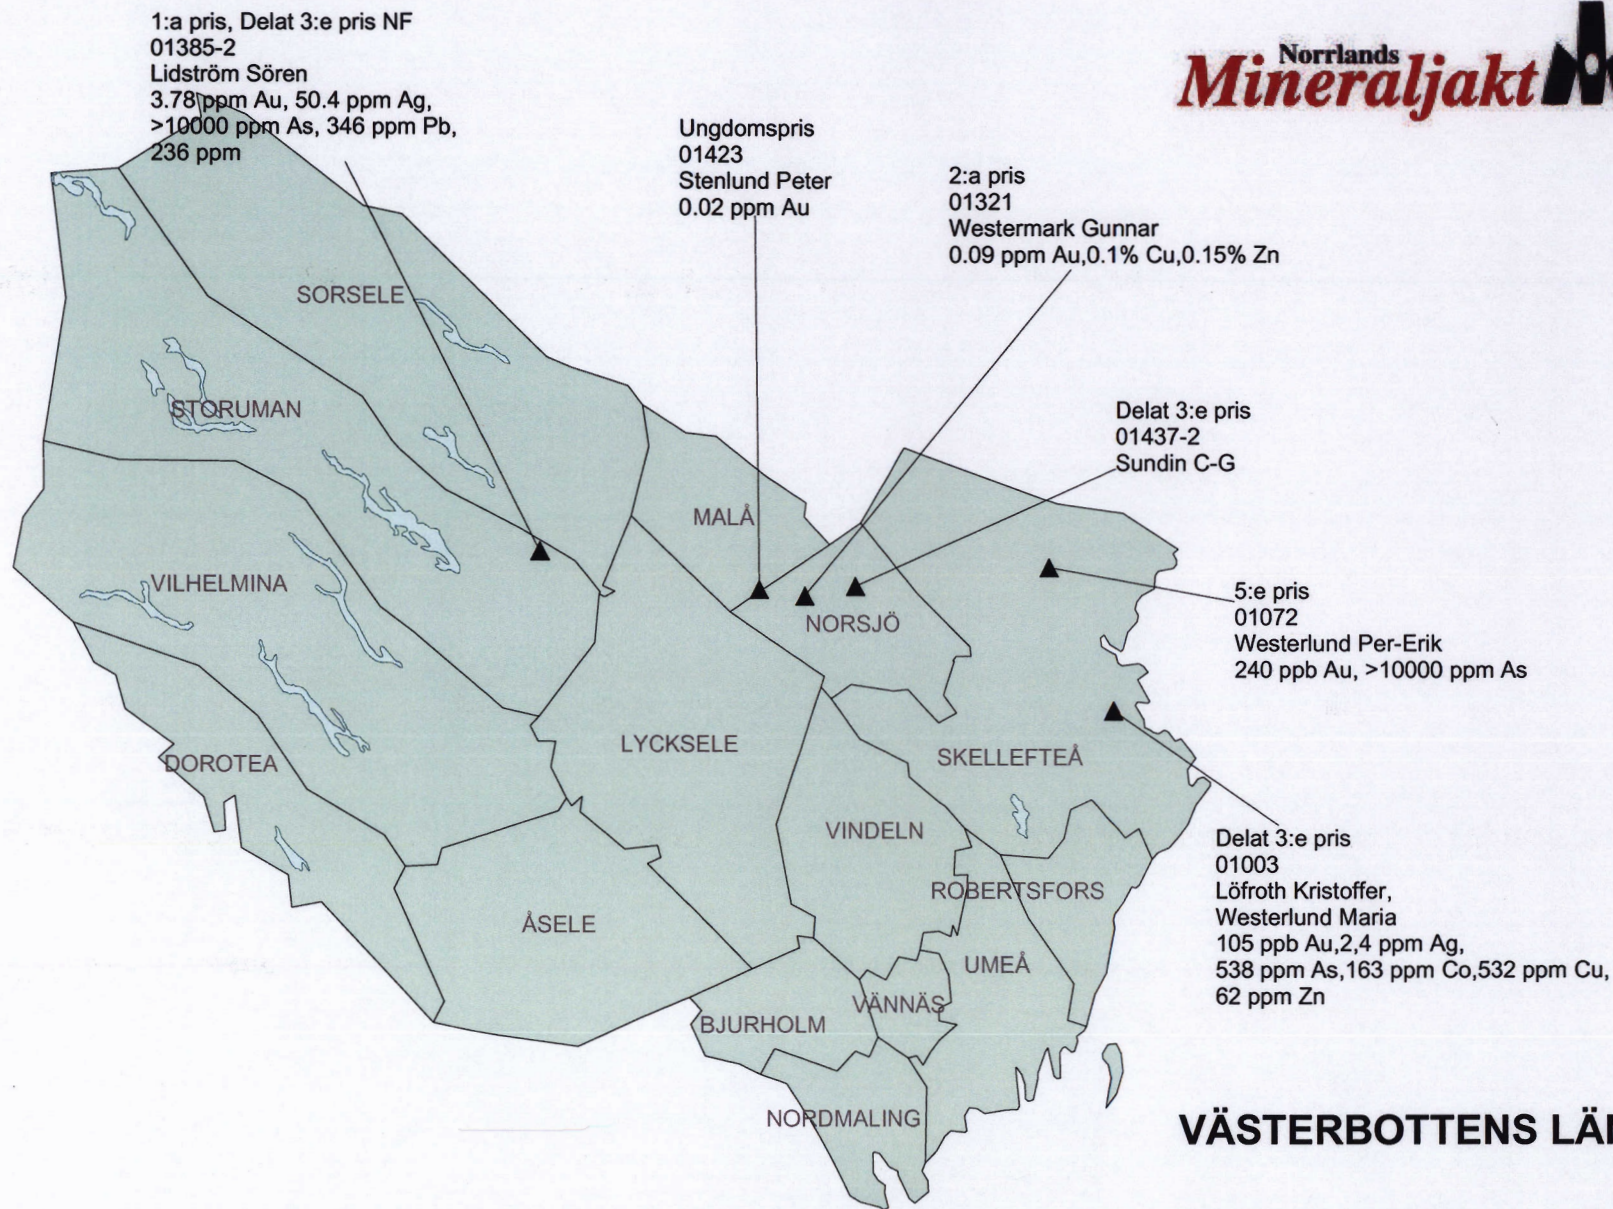 1:a pris, Delat 3:e pris NF
01385-2
Lidström Sören
3.78 ppm Au, 50.4 ppm Ag,
>10000 ppm As, 346 ppm Pb,
236 ppm
Norrlands
Mineraljakt
Ungdomspris
01423
Stenlund Peter
0.02 ppm Au
2:a pris
01321
Westermark Gunnar
0.09 ppm Au,0.1% Cu,0.15% Zn
Delat 3:e pris
01437-2
Sundin C-G
5:e pris
01072
Westerlund Per-Erik
240 ppb Au, >10000 ppm As
Delat 3:e pris
01003
Löfroth Kristoffer,
Westerlund Maria
105 ppb Au,2,4 ppm Ag,
538 ppm As,163 ppm Co,532 ppm Cu,
62 ppm Zn
SORSELE
STORUMAN
MALÅ
VILHELMINA
NORSJÖ
LYCKSELE
SKELLEFTEÅ
DOROTEA
VINDELN
ROBERTSFORS
ÅSELE
UMEÅ
VÄNNÄS
BJURHOLM
NORDMALING
VÄSTERBOTTENS